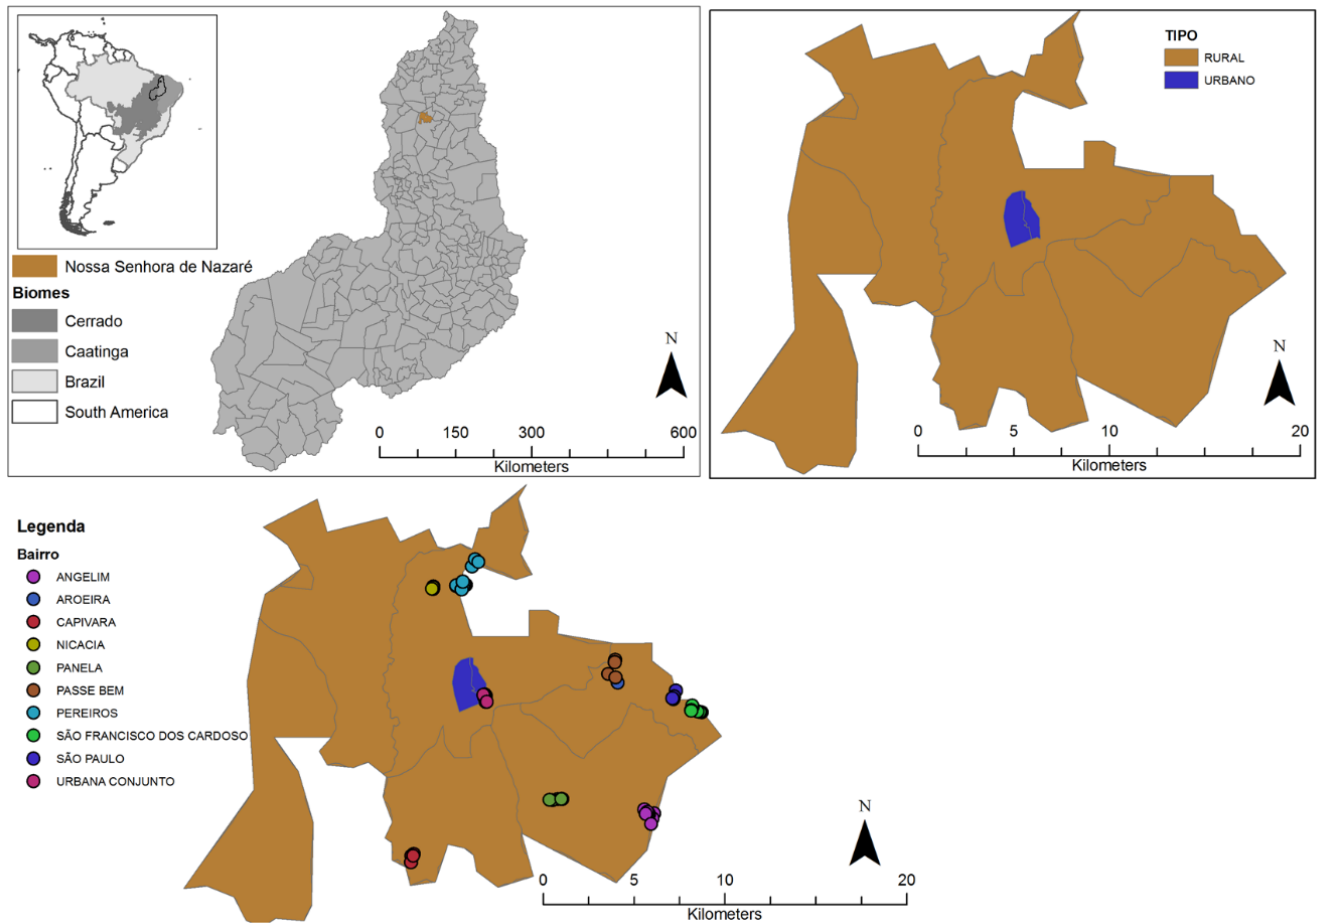 Nossa Senhora de Nazaré
Biomes
Cerrado
Caatinga
Brazil
South America
N
0 150 300 600
Kilometers
TIPO
RURAL
URBANO
N
0 5 10 20
Kilometers
Legenda
Bairro
ANGELIM
AROEIRA
CAPIVARA
NICACIA
PANELA
PASSE BEM
PEREIROS
SÃO FRANCISCO DOS CARDOSO
SÃO PAULO
URBANA CONJUNTO
N
0 5 10 20
Kilometers